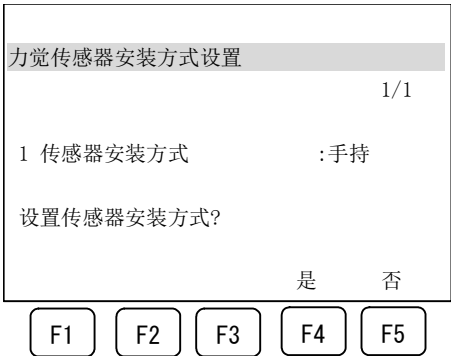 力觉传感器安装方式设置
1/1
1 传感器安装方式 :手持
设置传感器安装方式?
是 否
F1 F2 F3 F4 F5